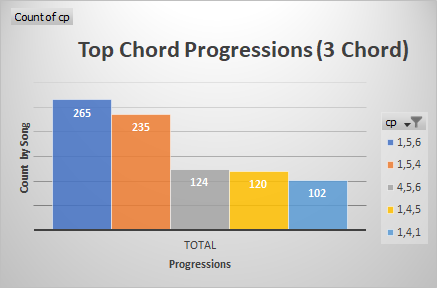 Count of cp
Top Chord Progressions (3 Chord)
Count by Song
265
235
124
120
102
TOTAL
Progressions
cp
1,5,6
1,5,4
4,5,6
1,4,5
1,4,1